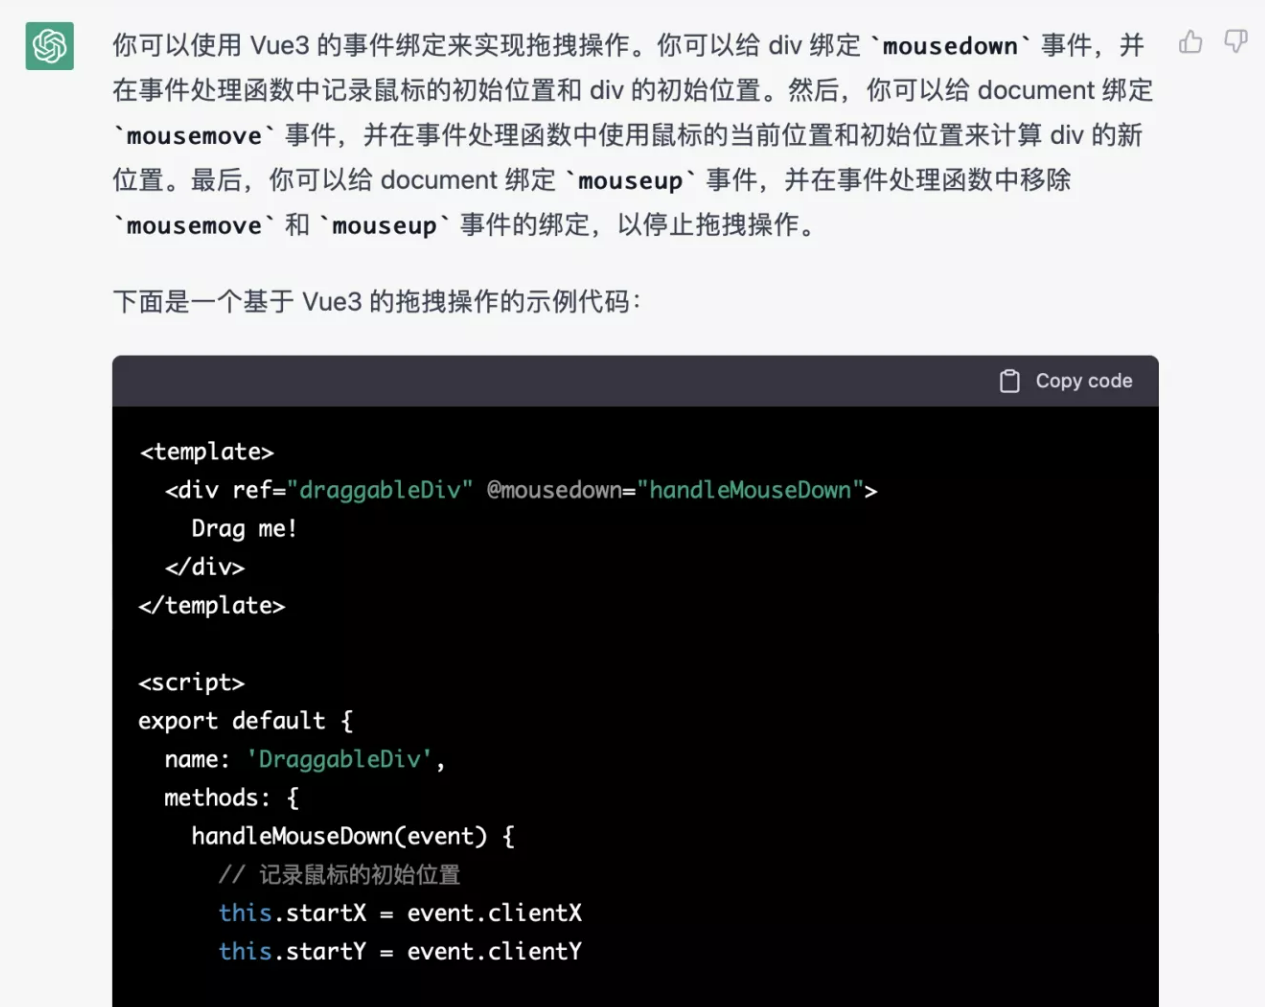 你可以使用 Vue3 的事件绑定来实现拖拽操作。你可以给 div 绑定 `mousedown` 事件，并
在事件处理函数中记录鼠标的初始位置和 div 的初始位置。然后，你可以给 document 绑定
`mousemove` 事件，并在事件处理函数中使用鼠标的当前位置和初始位置来计算 div 的新
位置。最后，你可以给 document 绑定 `mouseup` 事件，并在事件处理函数中移除
`mousemove` 和 `mouseup` 事件的绑定，以停止拖拽操作。
下面是一个基于 Vue3 的拖拽操作的示例代码：
Copy code
<template>
  <div ref="draggableDiv" @mousedown="handleMouseDown">
    Drag me!
  </div>
</template>
<script>
export default {
  name: 'DraggableDiv',
  methods: {
    handleMouseDown(event) {
      // 记录鼠标的初始位置
      this.startX = event.clientX
      this.startY = event.clientY